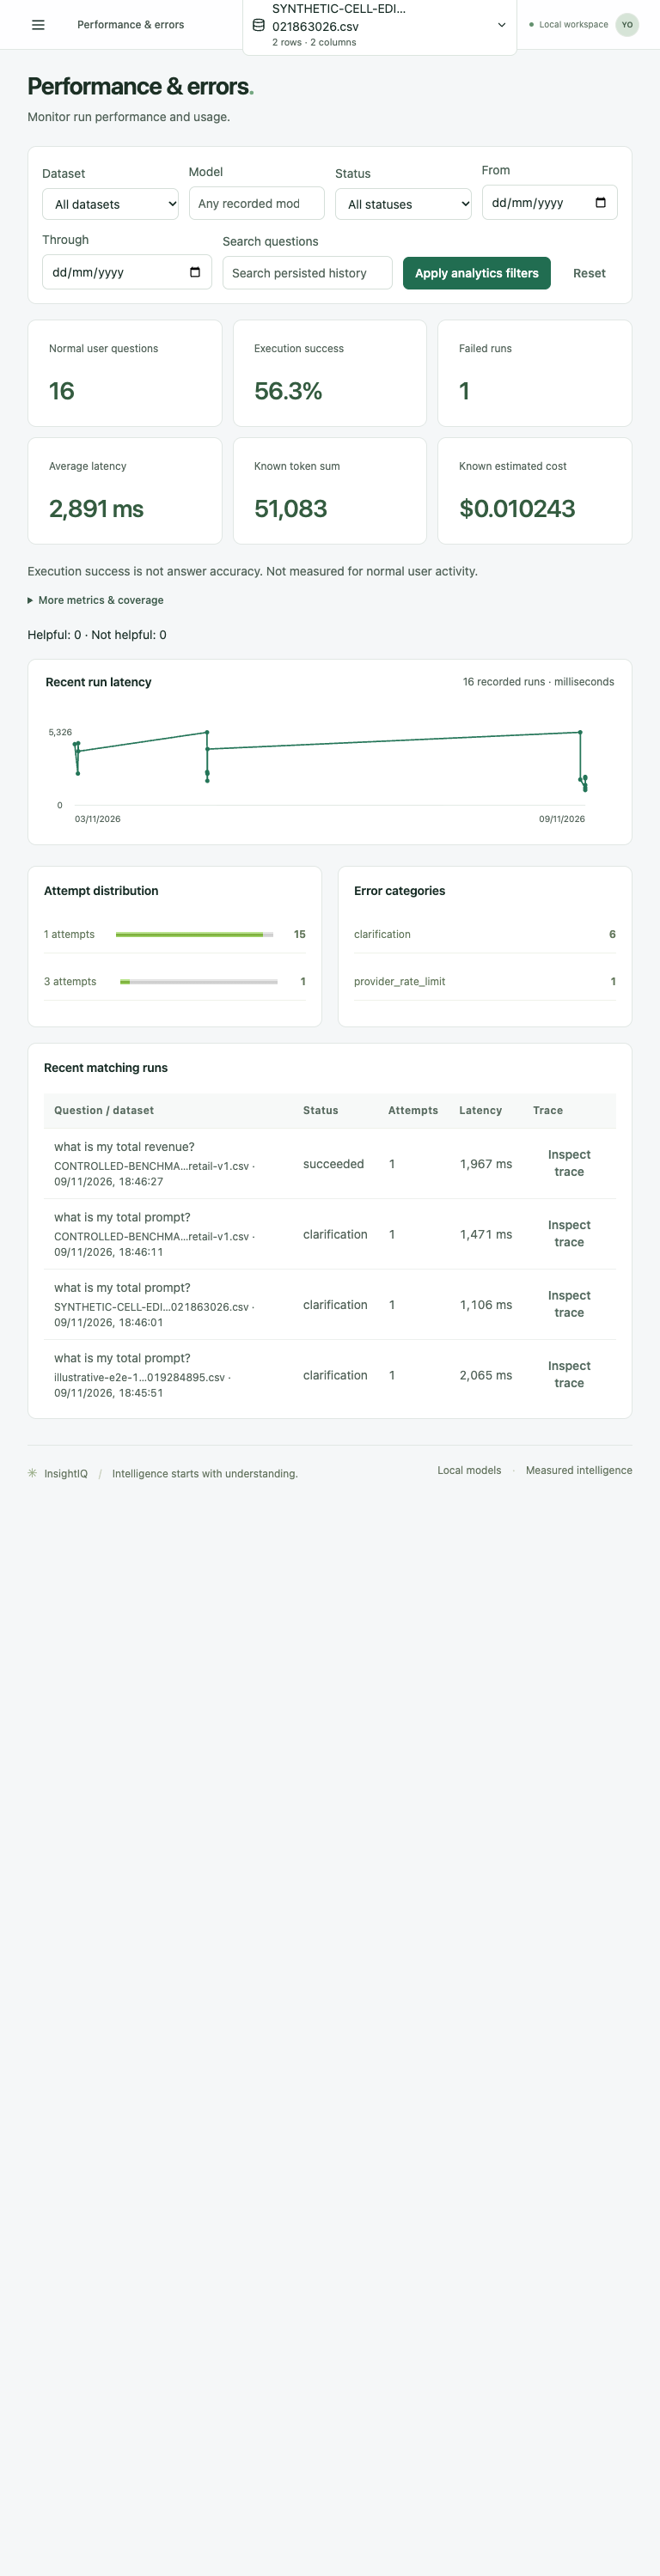 Performance & errors
SYNTHETIC-CELL-EDI...
021863026.csv
2 rows · 2 columns
Local workspace
YO
Performance & errors.
Monitor run performance and usage.
Dataset
Model
Status
From
All datasets
Any recorded mod
All statuses
dd/mm/yyyy
Through
Search questions
dd/mm/yyyy
Search persisted history
Apply analytics filters
Reset
Normal user questions
Execution success
Failed runs
16
56.3%
1
Average latency
Known token sum
Known estimated cost
2,891 ms
51,083
$0.010243
Execution success is not answer accuracy. Not measured for normal user activity.
More metrics & coverage
Helpful: 0 · Not helpful: 0
Recent run latency
16 recorded runs · milliseconds
5,326
0
03/11/2026
09/11/2026
Attempt distribution
1 attempts
15
3 attempts
1
Error categories
clarification
6
provider_rate_limit
1
Recent matching runs
Question / dataset
Status
Attempts
Latency
Trace
what is my total revenue?
CONTROLLED-BENCHMA...retail-v1.csv ·
09/11/2026, 18:46:27
succeeded
1
1,967 ms
Inspect
trace
what is my total prompt?
CONTROLLED-BENCHMA...retail-v1.csv ·
09/11/2026, 18:46:11
clarification
1
1,471 ms
Inspect
trace
what is my total prompt?
SYNTHETIC-CELL-EDI...021863026.csv ·
09/11/2026, 18:46:01
clarification
1
1,106 ms
Inspect
trace
what is my total prompt?
illustrative-e2e-1...019284895.csv ·
09/11/2026, 18:45:51
clarification
1
2,065 ms
Inspect
trace
InsightIQ / Intelligence starts with understanding.
Local models · Measured intelligence